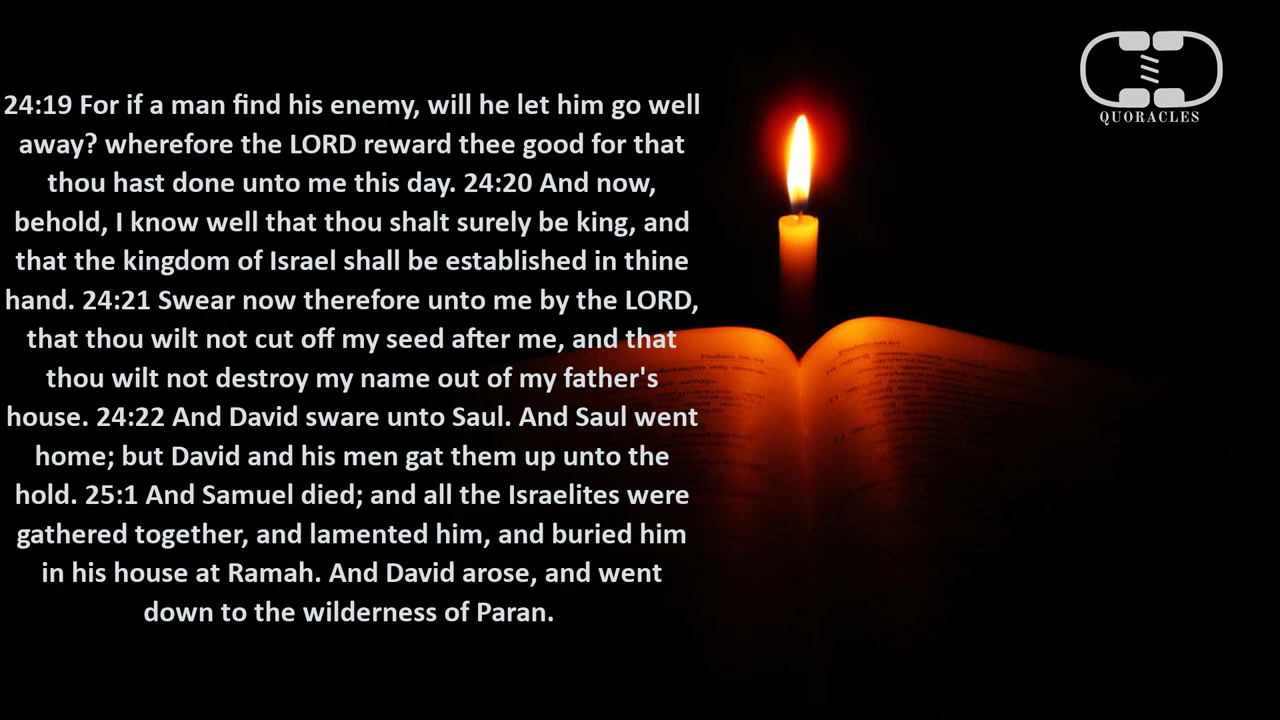 24:19 For if a man find his enemy, will he let him go well
away? wherefore the LORD reward thee good for that
thou hast done unto me this day. 24:20 And now,
behold, I know well that thou shalt surely be king, and
that the kingdom of Israel shall be established in thine
hand. 24:21 Swear now therefore unto me by the LORD,
that thou wilt not cut off my seed after me, and that
thou wilt not destroy my name out of my father's
house. 24:22 And David sware unto Saul. And Saul went
home; but David and his men gat them up unto the
hold. 25:1 And Samuel died; and all the Israelites were
gathered together, and lamented him, and buried him
in his house at Ramah. And David arose, and went
down to the wilderness of Paran.
QUORACLES